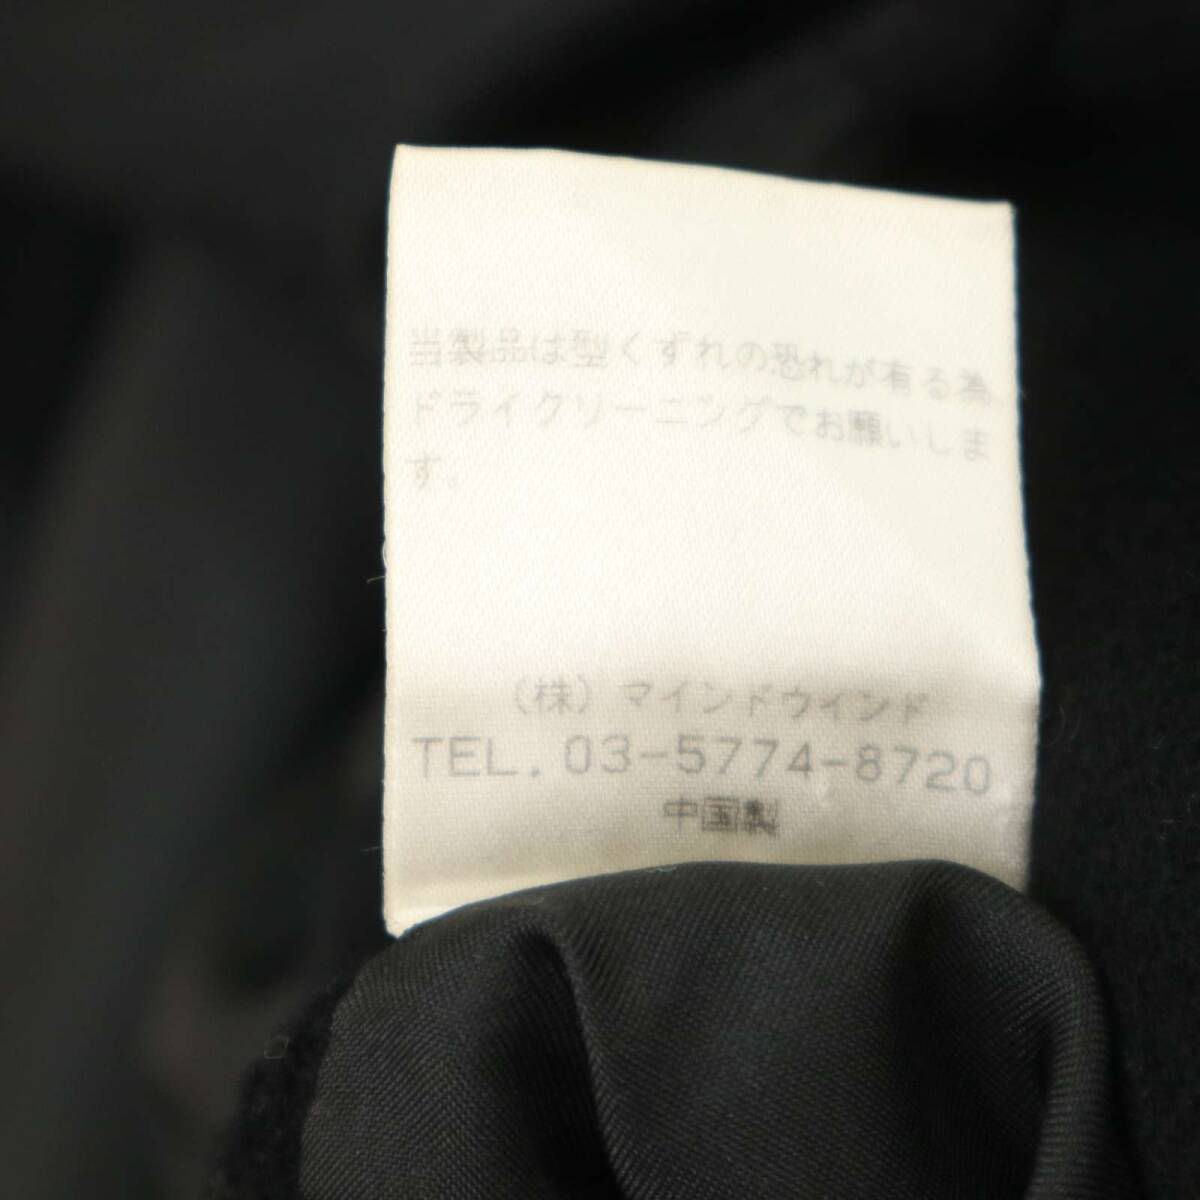 当製品は型くずれの恐れが有る為、
ドライクリーニングでお願いしま
す。
(株)マインドウインド
TEL. 03-5774-8720
中国製